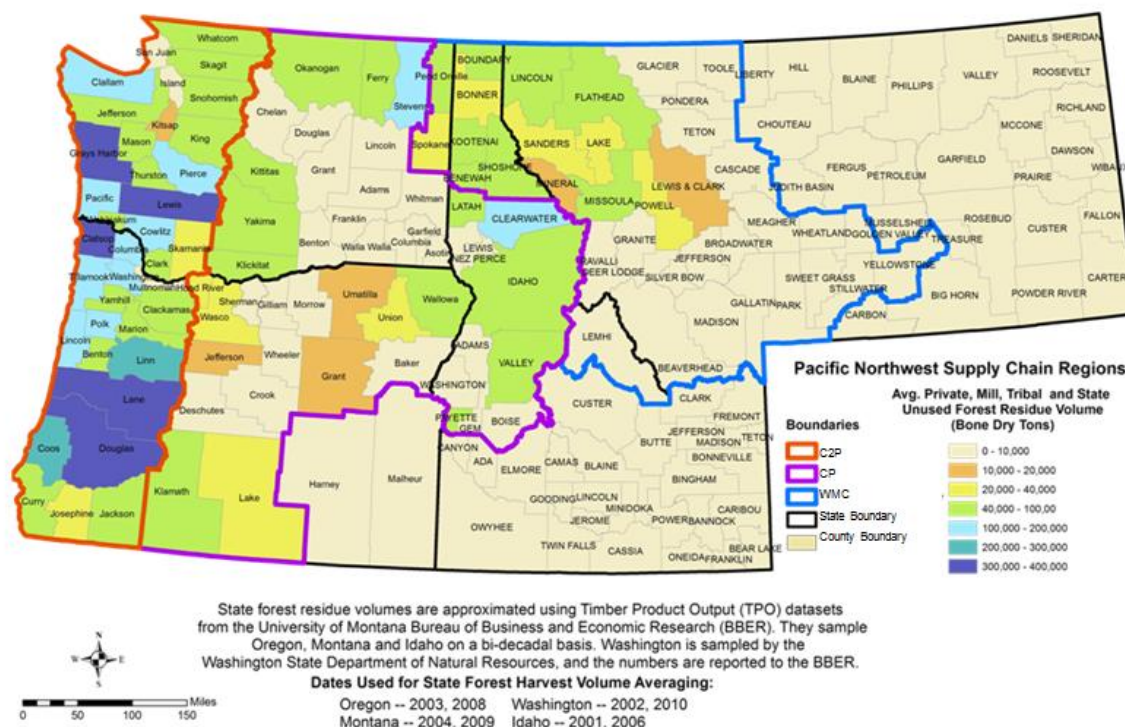 San Juan
Whatcom
Skagit
Island
Clallam
Snohomish
Jefferson
Kitsap
King
Mason
Grays Harbor
Thurston
Pierce
Pacific
Lewis
Cowlitz
Skamania
Clark
Okanogan
Ferry
Stevens
Pend Oreille
Chelan
Douglas
Lincoln
Spokane
Grant
Kittitas
Adams
Whitman
Yakima
Franklin
Garfield
Columbia
Benton
Walla Walla
Asotin
Klickitat
Clatsop
Columbia
Tillamook
Washington
Multnomah
Hood River
Yamhill
Clackamas
Polk
Marion
Lincoln
Benton
Linn
Lane
Douglas
Coos
Curry
Josephine
Jackson
Sherman
Gilliam
Morrow
Umatilla
Union
Wallowa
Wasco
Jefferson
Wheeler
Grant
Baker
Crook
Deschutes
Klamath
Lake
Harney
Malheur
BOUNDARY
BONNER
KOOTENAI
SHOSHONE
BENEWAH
LATAH
CLEARWATER
LEWIS
NEZ PERCE
IDAHO
ADAMS
VALLEY
WASHINGTON
PAYETTE
GEM
BOISE
CANYON
ADA
ELMORE
CAMAS
BLAINE
CUSTER
LEMHI
BUTTE
CLARK
FREMONT
JEFFERSON
MADISON
TETON
BONNEVILLE
BINGHAM
GOODING
LINCOLN
MINIDOKA
JEROME
POWER
BANNOCK
CARIBOU
OWYHEE
TWIN FALLS
CASSIA
ONEIDA
FRANKLIN
BEAR LAKE
LINCOLN
FLATHEAD
GLACIER
TOOLE
LIBERTY
HILL
BLAINE
PHILLIPS
VALLEY
DANIELS
SHERIDAN
ROOSEVELT
RICHLAND
PONDERA
TETON
CHOUTEAU
MCCONE
SANDERS
LAKE
CASCADE
FERGUS
PETROLEUM
GARFIELD
DAWSON
WIBAUX
MINERAL
MISSOULA
POWELL
LEWIS & CLARK
JUDITH BASIN
PRAIRIE
MEAGHER
WHEATLAND
MUSSELSHELL
GOLDEN VALLEY
TREASURE
ROSEBUD
FALLON
CUSTER
GRANITE
BROADWATER
RAVALLI
DEER LODGE
JEFFERSON
SILVER BOW
SWEET GRASS
STILLWATER
YELLOWSTONE
GALLATIN
PARK
BIG HORN
POWDER RIVER
CARTER
CARBON
MADISON
BEAVERHEAD
Pacific Northwest Supply Chain Regions
Boundaries
C2P
CP
WMC
State Boundary
County Boundary
Avg. Private, Mill, Tribal and State
Unused Forest Residue Volume
(Bone Dry Tons)
0 - 10,000
10,000 - 20,000
20,000 - 40,000
40,000 - 100,00
100,000 - 200,000
200,000 - 300,000
300,000 - 400,000
State forest residue volumes are approximated using Timber Product Output (TPO) datasets
from the University of Montana Bureau of Business and Economic Research (BBER). They sample
Oregon, Montana and Idaho on a bi-decadal basis. Washington is sampled by the
Washington State Department of Natural Resources, and the numbers are reported to the BBER.
Dates Used for State Forest Harvest Volume Averaging:
Oregon -- 2003, 2008 Washington -- 2002, 2010
Montana -- 2004, 2009 Idaho -- 2001, 2006
N
W E
S
Miles
0 25 50 100 150